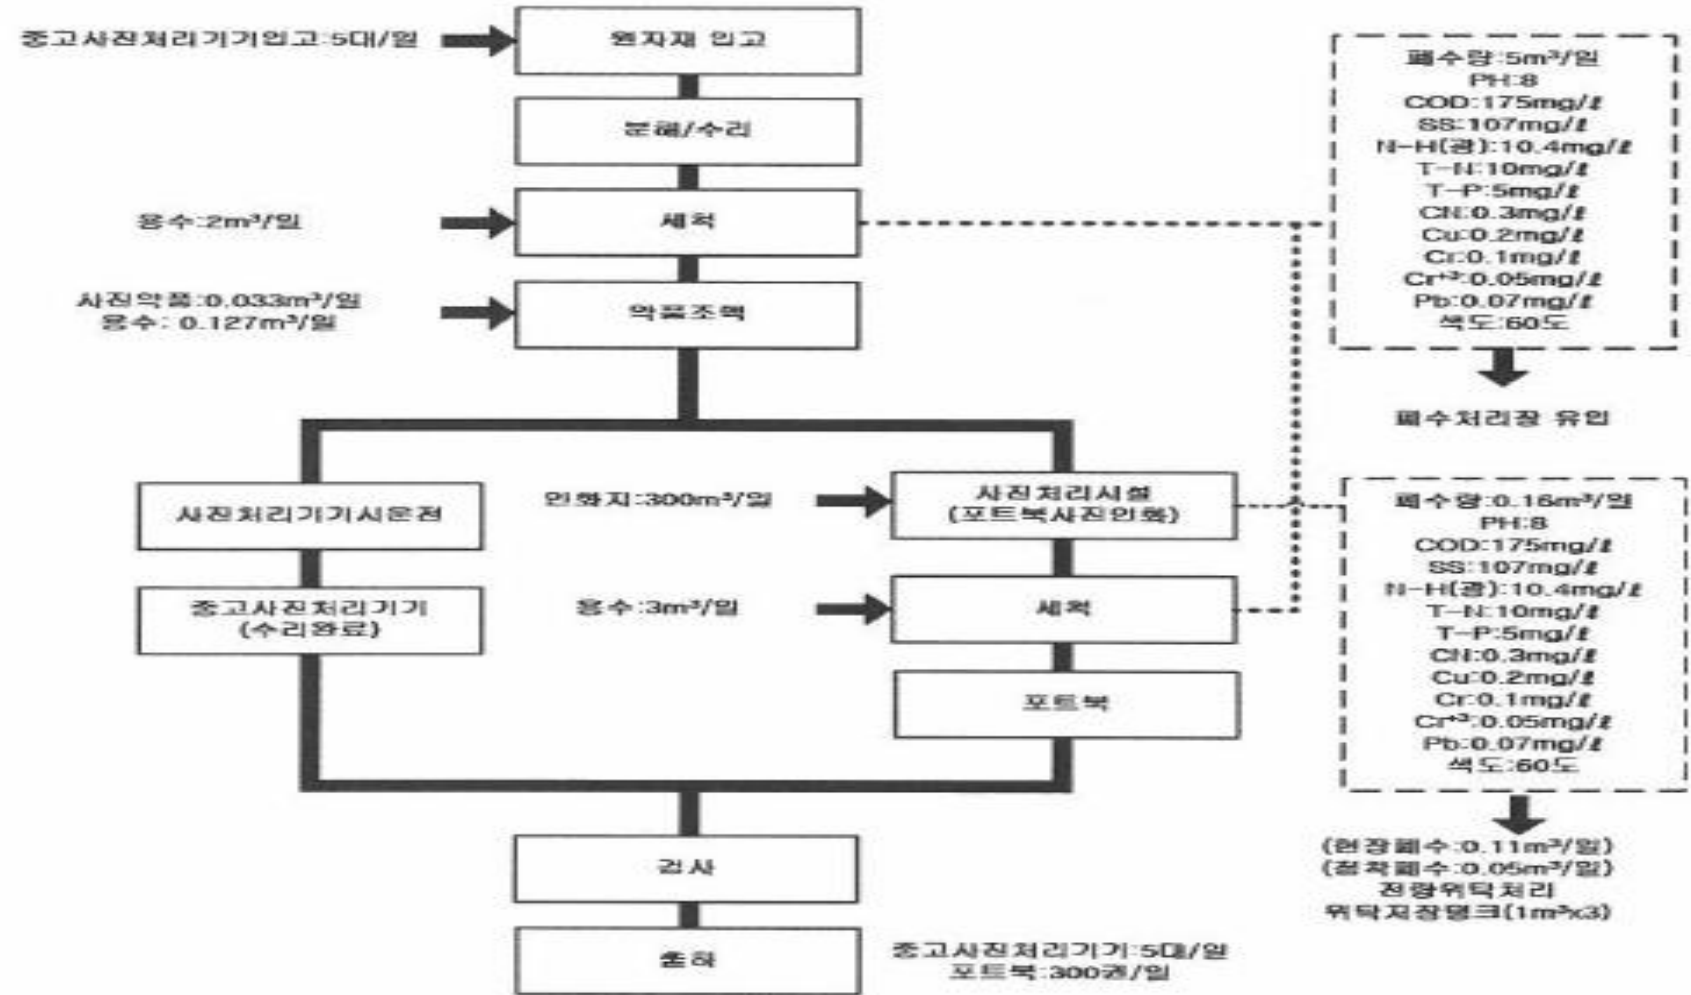 중고사진처리기기입고:5대/일
원자재 입고
분해/수리
용수:2m³/일
세척
사진약품:0.033m³/일
용수: 0.127m³/일
약품조액
폐수량:5m³/일
PH:8
COD:175mg/ℓ
SS:107mg/ℓ
N-H(광):10.4mg/ℓ
T-N:10mg/ℓ
T-P:5mg/ℓ
CN:0.3mg/ℓ
Cu:0.2mg/ℓ
Cr:0.1mg/ℓ
Cr⁺³:0.05mg/ℓ
Pb:0.07mg/ℓ
색도:60도
폐수처리장 유입
사진처리기기시운전
중고사진처리기기
(수리완료)
인화지:300m³/일
사진처리시설
(포트북사진인화)
용수:3m³/일
세척
포트북
폐수량:0.16m³/일
PH:8
COD:175mg/ℓ
SS:107mg/ℓ
N-H(광):10.4mg/ℓ
T-N:10mg/ℓ
T-P:5mg/ℓ
CN:0.3mg/ℓ
Cu:0.2mg/ℓ
Cr:0.1mg/ℓ
Cr⁺³:0.05mg/ℓ
Pb:0.07mg/ℓ
색도:60도
(현장폐수:0.11m³/일)
(정착폐수:0.05m³/일)
전량위탁처리
위탁저장탱크(1m³x3)
검사
출하
중고사진처리기기:5대/일
포트북:300권/일